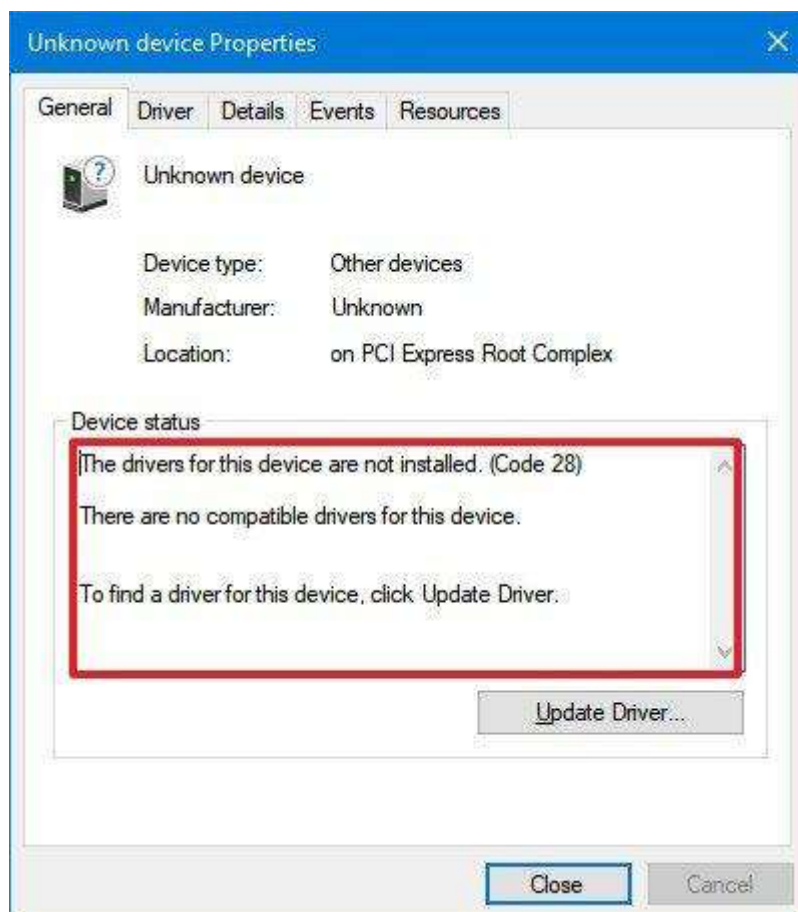 Unknown device Properties
General Driver Details Events Resources
Unknown device
Device type: Other devices
Manufacturer: Unknown
Location: on PCI Express Root Complex
Device status
The drivers for this device are not installed. (Code 28)
There are no compatible drivers for this device.
To find a driver for this device, click Update Driver.
Update Driver...
Close Cancel